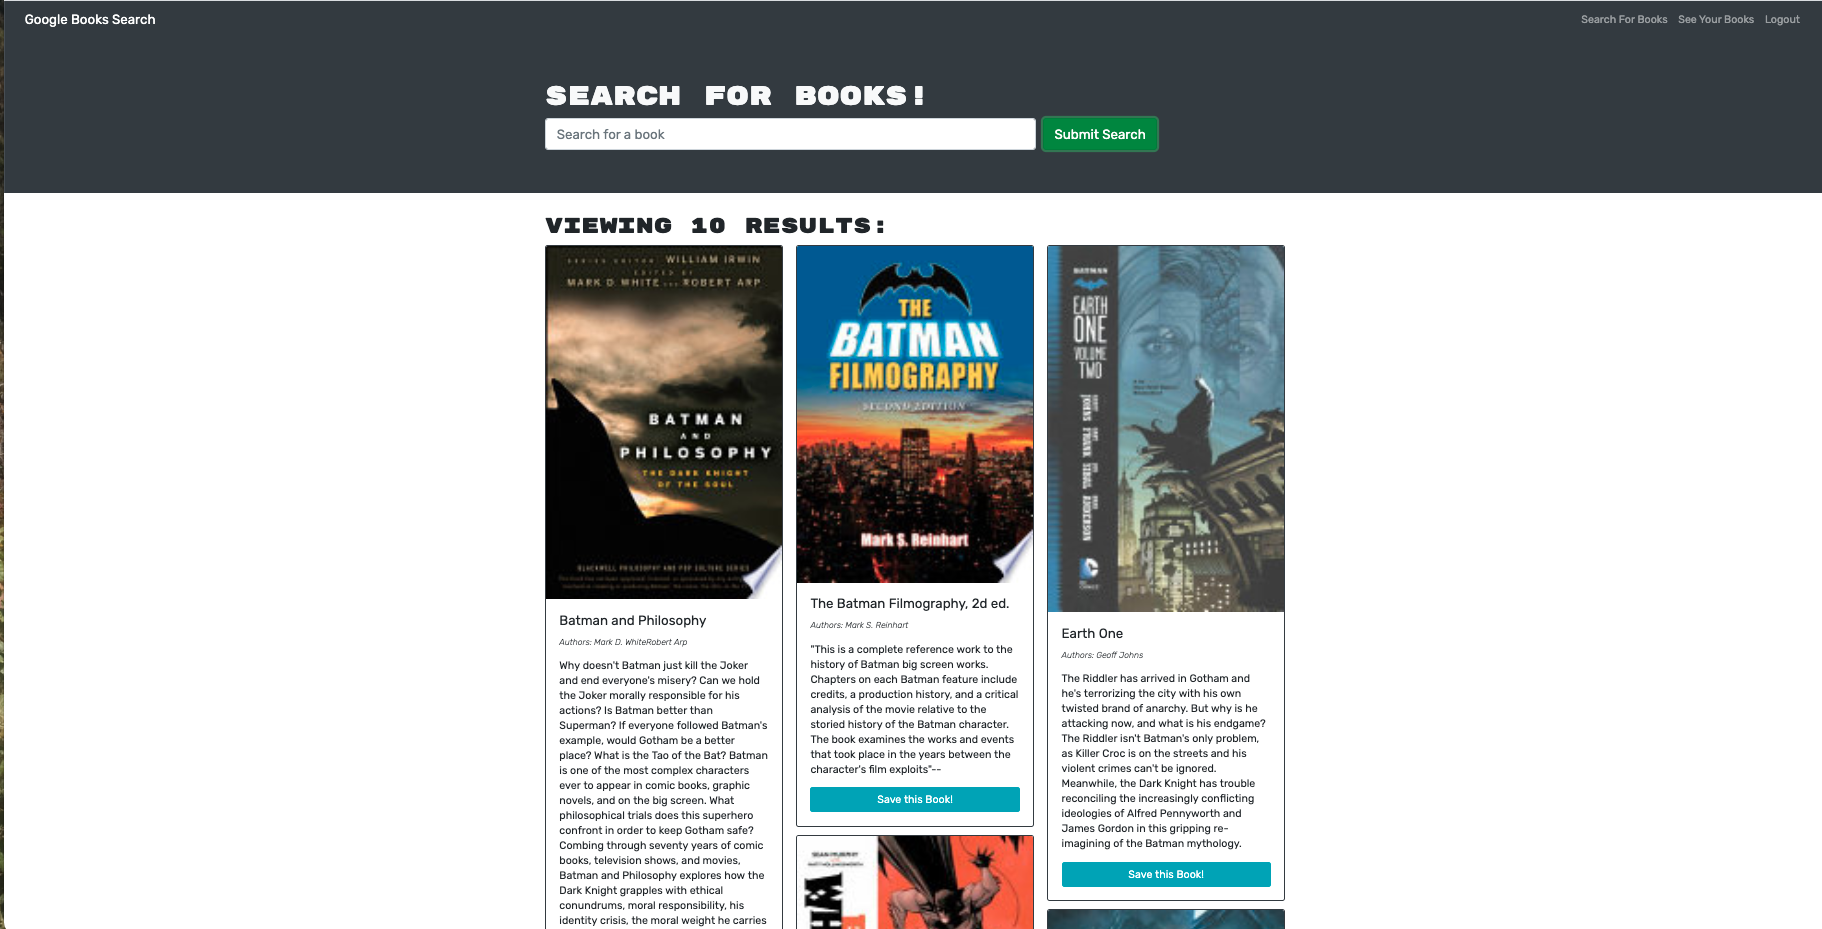 Google Books Search
Search For Books See Your Books Logout
SEARCH FOR BOOKS!
Search for a book
Submit Search
VIEWING 10 RESULTS:
SERIES EDITOR WILLIAM IRWIN
EDITED BY
MARK D. WHITE AND ROBERT ARP
BATMAN
AND
PHILOSOPHY
THE DARK KNIGHT
OF THE SOUL
BLACKWELL PHILOSOPHY AND POP CULTURE SERIES
Batman and Philosophy
Authors: Mark D. WhiteRobert Arp
Why doesn't Batman just kill the Joker
and end everyone's misery? Can we hold
the Joker morally responsible for his
actions? Is Batman better than
Superman? If everyone followed Batman's
example, would Gotham be a better
place? What is the Tao of the Bat? Batman
is one of the most complex characters
ever to appear in comic books, graphic
novels, and on the big screen. What
philosophical trials does this superhero
confront in order to keep Gotham safe?
Combing through seventy years of comic
books, television shows, and movies,
Batman and Philosophy explores how the
Dark Knight grapples with ethical
conundrums, moral responsibility, his
identity crisis, the moral weight he carries
THE
BATMAN
FILMOGRAPHY
SECOND EDITION
Mark S. Reinhart
The Batman Filmography, 2d ed.
Authors: Mark S. Reinhart
"This is a complete reference work to the
history of Batman big screen works.
Chapters on each Batman feature include
credits, a production history, and a critical
analysis of the movie relative to the
storied history of the Batman character.
The book examines the works and events
that took place in the years between the
character's film exploits"--
Save this Book!
SEAN MURPHY
WH
BATMAN
EARTH
ONE
VOLUME
TWO
JOHNS
FRANK
ANDERSON
DC
COMICS
Earth One
Authors: Geoff Johns
The Riddler has arrived in Gotham and
he's terrorizing the city with his own
twisted brand of anarchy. But why is he
attacking now, and what is his endgame?
The Riddler isn't Batman's only problem,
as Killer Croc is on the streets and his
violent crimes can't be ignored.
Meanwhile, the Dark Knight has trouble
reconciling the increasingly conflicting
ideologies of Alfred Pennyworth and
James Gordon in this gripping re-
imagining of the Batman mythology.
Save this Book!